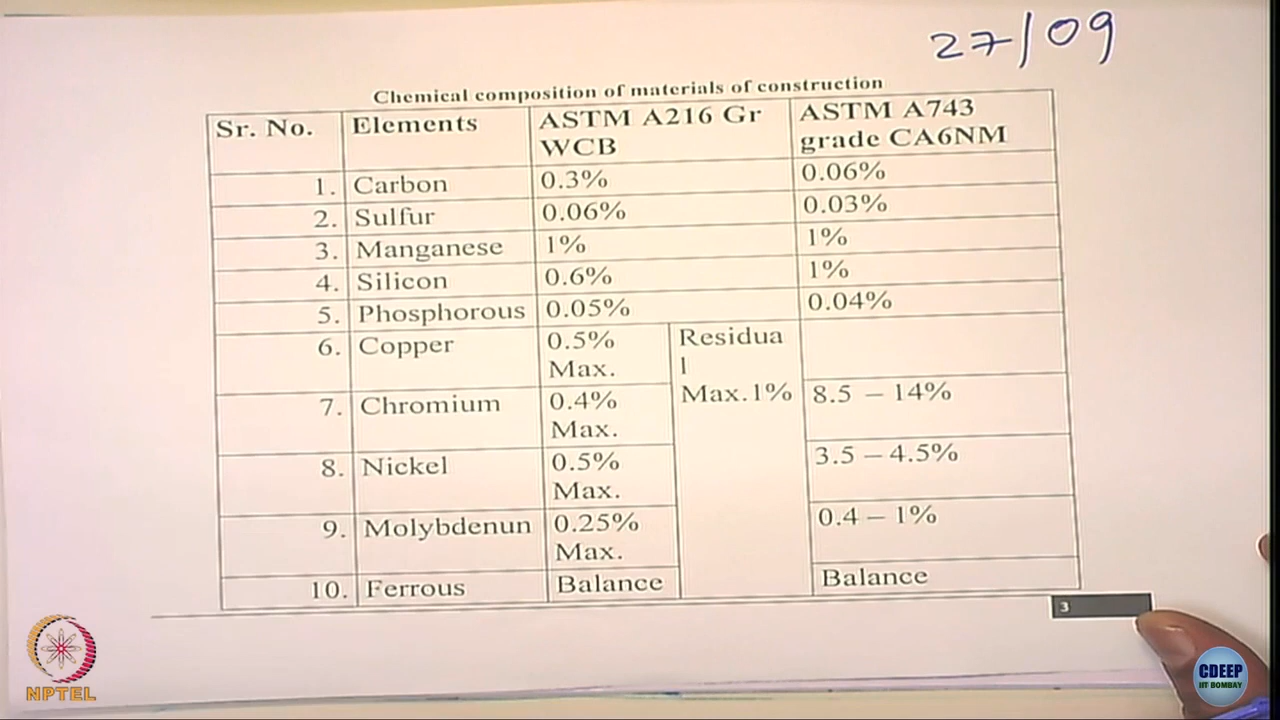 27/09
Chemical composition of materials of construction
Sr. No. Elements ASTM A216 Gr WCB ASTM A743 grade CA6NM
1. Carbon 0.3% 0.06%
2. Sulfur 0.06% 0.03%
3. Manganese 1% 1%
4. Silicon 0.6% 1%
5. Phosphorous 0.05% 0.04%
6. Copper 0.5% Max. Residua l Max.1%
7. Chromium 0.4% Max. 8.5 – 14%
8. Nickel 0.5% Max. 3.5 – 4.5%
9. Molybdenun 0.25% Max. 0.4 – 1%
10. Ferrous Balance Balance
3
NPTEL
CDEEP
IIT BOMBAY